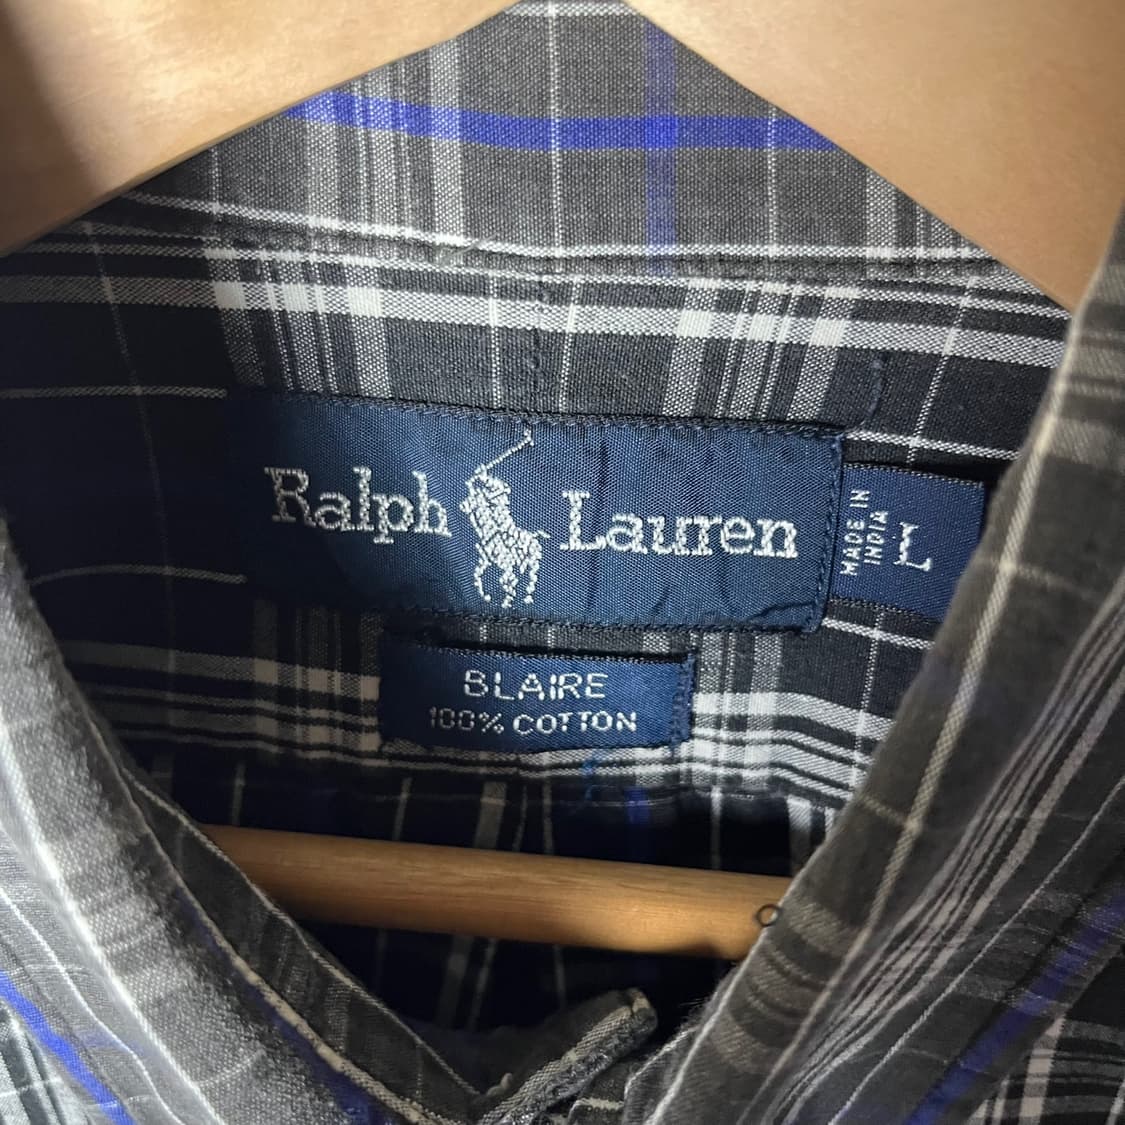 Ralph Lauren
MADE IN
INDIA
L
BLAIRE
100% COTTON